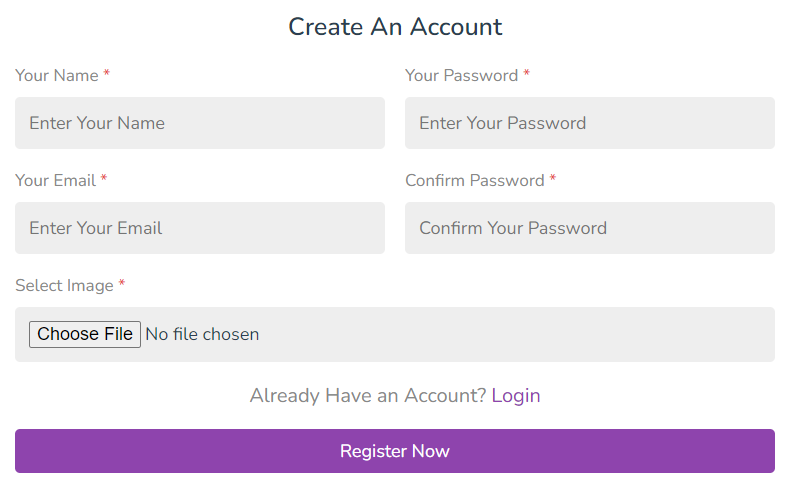 Create An Account
Your Name *
Enter Your Name
Your Password *
Enter Your Password
Your Email *
Enter Your Email
Confirm Password *
Confirm Your Password
Select Image *
Choose File No file chosen
Already Have an Account? Login
Register Now